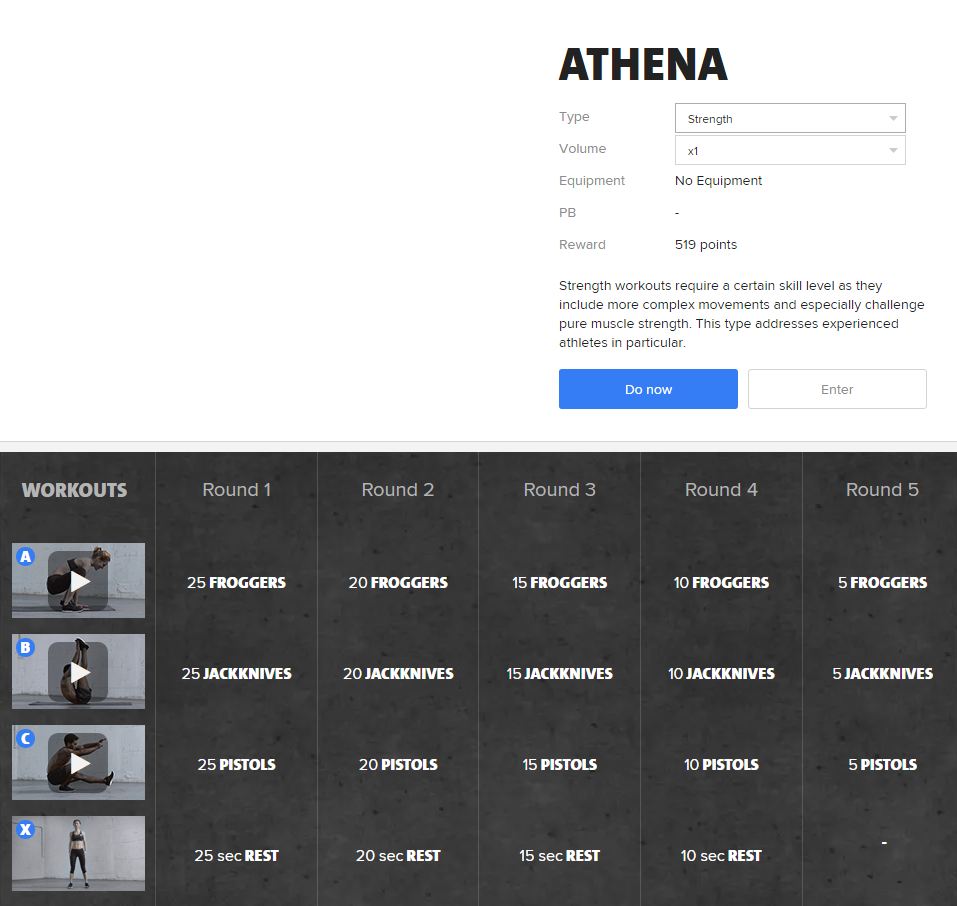 ATHENA
Type Strength
Volume x1
Equipment No Equipment
PB -
Reward 519 points
Strength workouts require a certain skill level as they
include more complex movements and especially challenge
pure muscle strength. This type addresses experienced
athletes in particular.
Do now Enter
WORKOUTS Round 1 Round 2 Round 3 Round 4 Round 5
A 25 FROGGERS 20 FROGGERS 15 FROGGERS 10 FROGGERS 5 FROGGERS
B 25 JACKKNIVES 20 JACKKNIVES 15 JACKKNIVES 10 JACKKNIVES 5 JACKKNIVES
C 25 PISTOLS 20 PISTOLS 15 PISTOLS 10 PISTOLS 5 PISTOLS
X 25 sec REST 20 sec REST 15 sec REST 10 sec REST -